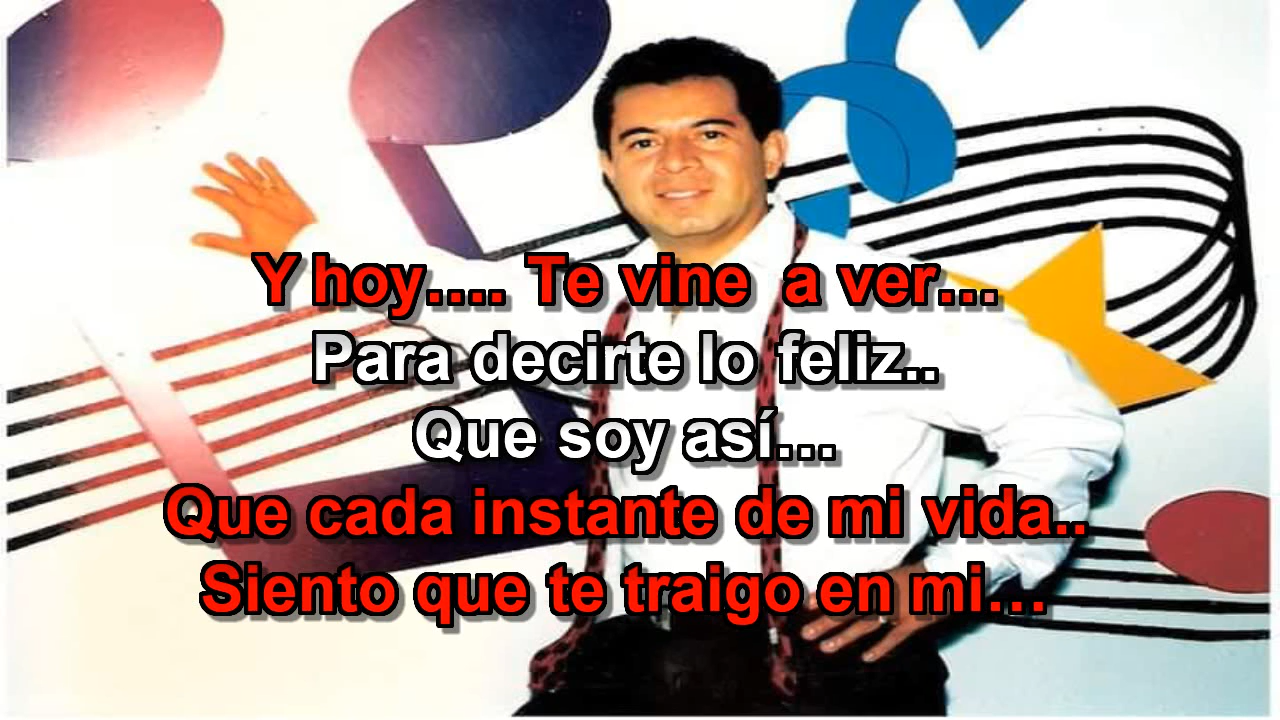 Y hoy.... Te vine  a ver...
Para decirte lo feliz..
Que soy así...
Que cada instante de mi vida..
Siento que te traigo en mi...